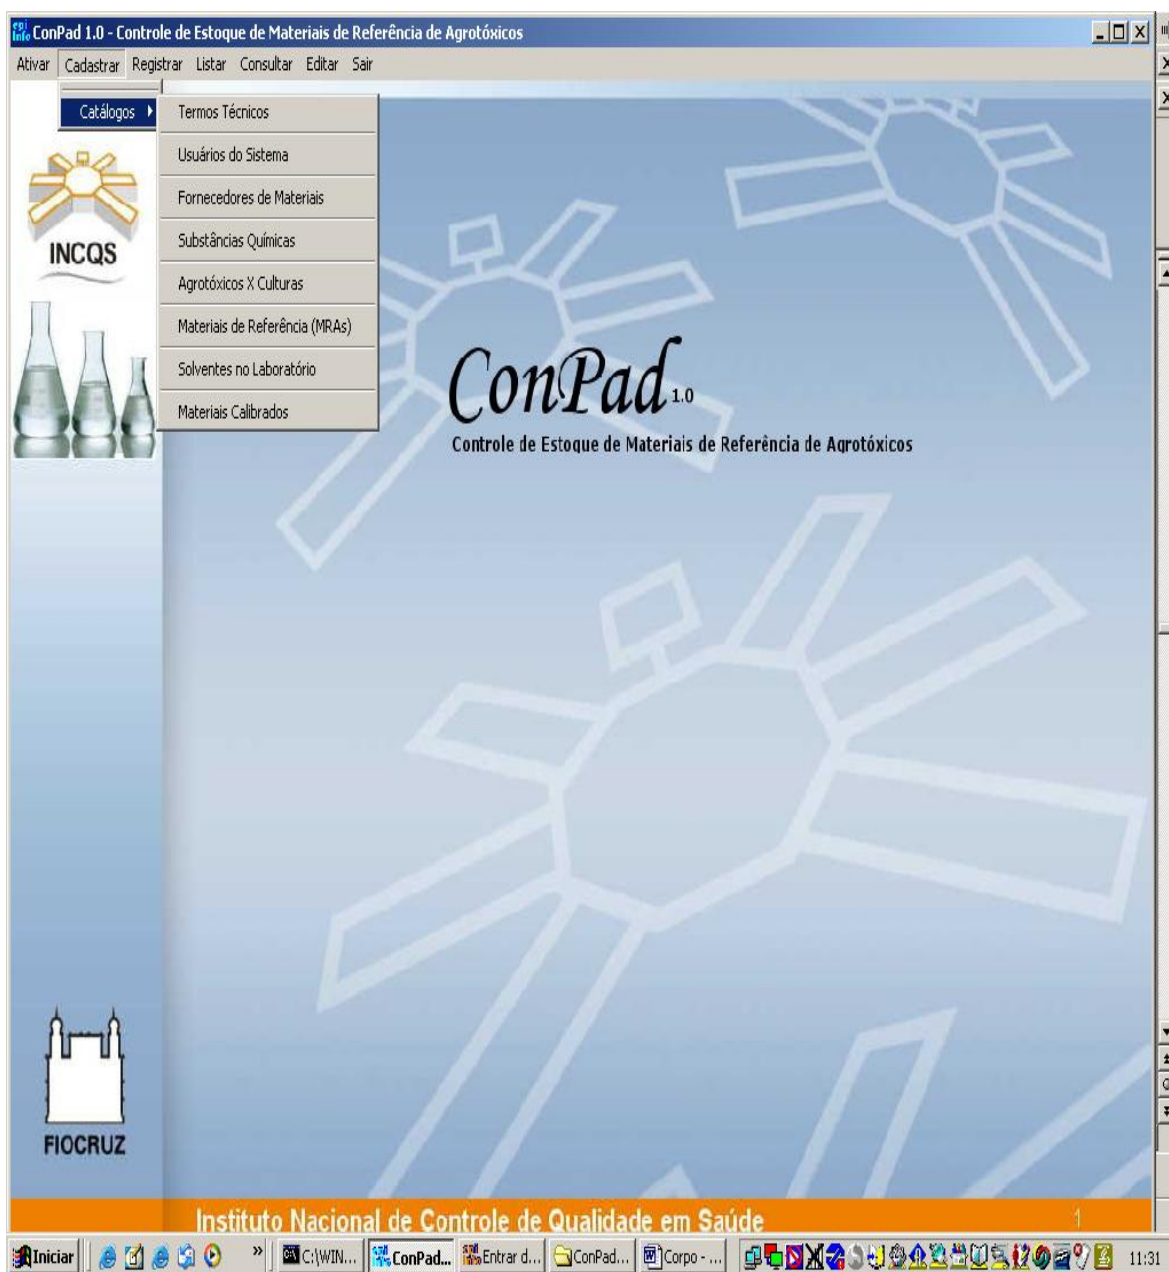 epi info ConPad 1.0 - Controle de Estoque de Materiais de Referência de Agrotóxicos
Ativar Cadastrar Registrar Listar Consultar Editar Sair
Catálogos
Termos Técnicos
Usuários do Sistema
Fornecedores de Materiais
Substâncias Químicas
Agrotóxicos X Culturas
Materiais de Referência (MRAs)
Solventes no Laboratório
Materiais Calibrados
INCQS
ConPad 1.0
Controle de Estoque de Materiais de Referência de Agrotóxicos
FIOCRUZ
Instituto Nacional de Controle de Qualidade em Saúde 1
Iniciar » C:\WIN... ConPad... Entrar d... ConPad... Corpo - ... 11:31